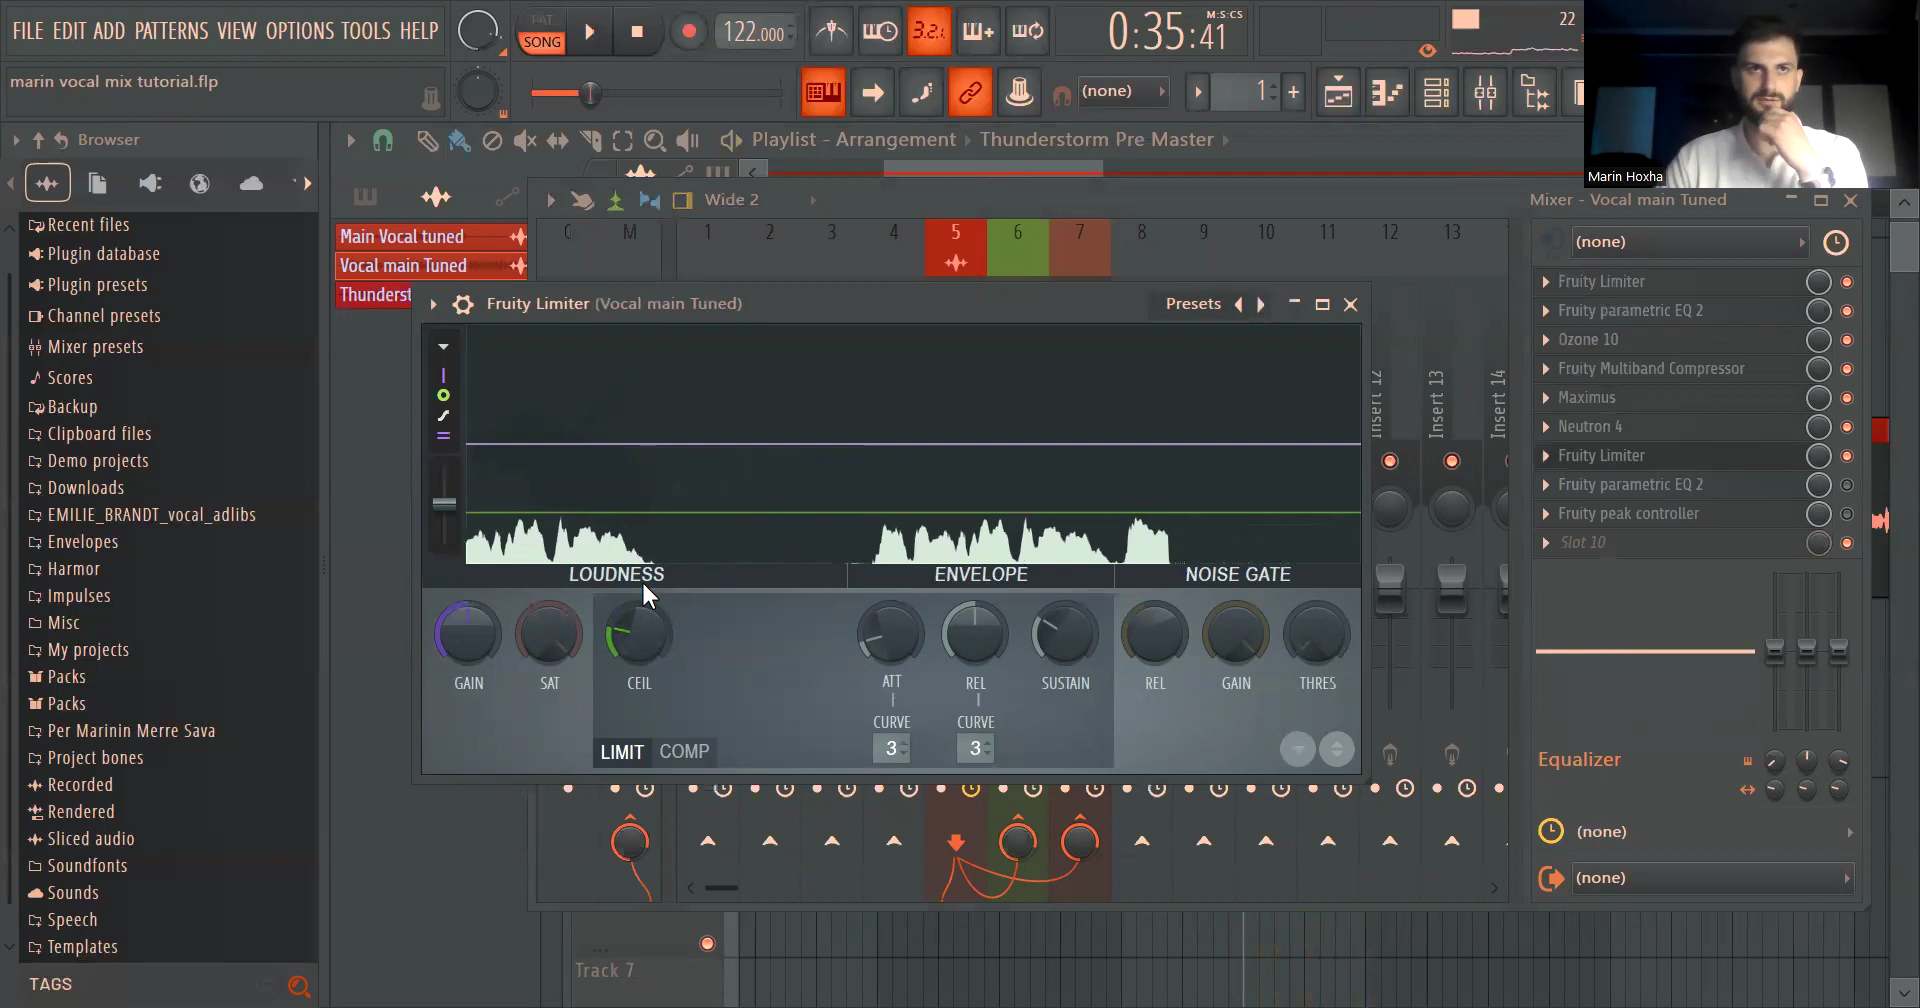 FILE EDIT ADD PATTERNS VIEW OPTIONS TOOLS HELP
PAT
SONG
122.000
3.2.
0:35:41
M:S:CS
22
marin vocal mix tutorial.flp
(none)
1
Marin Hoxha
Browser
Playlist - Arrangement
Thunderstorm Pre Master
Recent files
Plugin database
Plugin presets
Channel presets
Mixer presets
Scores
Backup
Clipboard files
Demo projects
Downloads
EMILIE_BRANDT_vocal_adlibs
Envelopes
Harmor
Impulses
Misc
My projects
Packs
Packs
Per Marinin Merre Sava
Project bones
Recorded
Rendered
Sliced audio
Soundfonts
Sounds
Speech
Templates
TAGS
Main Vocal tuned
Vocal main Tuned
Thunderst
Wide 2
Mixer - Vocal main Tuned
C M 1 2 3 4 5 6 7 8 9 10 11 12 13
Fruity Limiter (Vocal main Tuned)
Presets
LOUDNESS
ENVELOPE
NOISE GATE
GAIN
SAT
CEIL
ATT
REL
SUSTAIN
REL
GAIN
THRES
CURVE
CURVE
3
3
LIMIT COMP
Insert 12
Insert 13
Insert 14
(none)
Fruity Limiter
Fruity parametric EQ 2
Ozone 10
Fruity Multiband Compressor
Maximus
Neutron 4
Fruity Limiter
Fruity parametric EQ 2
Fruity peak controller
Slot 10
Equalizer
(none)
(none)
Track 7